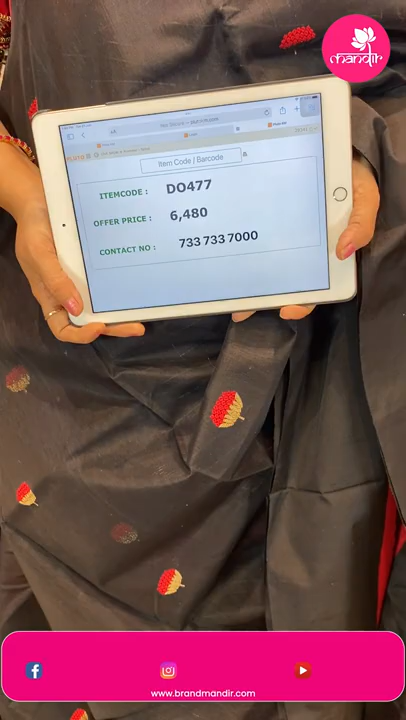 mandir
Item Code / Barcode
ITEMCODE : DO477
OFFER PRICE : 6,480
CONTACT NO : 733 733 7000
www.brandmandir.com